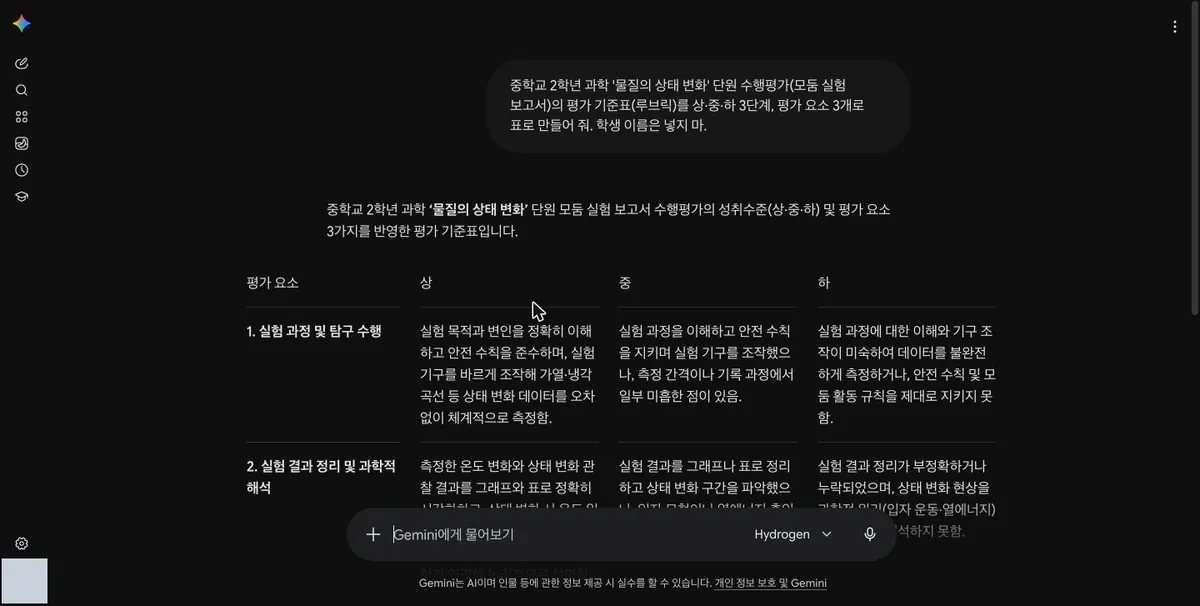 중학교 2학년 과학 '물질의 상태 변화' 단원 수행평가(모둠 실험
보고서)의 평가 기준표(루브릭)를 상·중·하 3단계, 평가 요소 3개로
표로 만들어 줘. 학생 이름은 넣지 마.
중학교 2학년 과학 ‘물질의 상태 변화’ 단원 모둠 실험 보고서 수행평가의 성취수준(상·중·하) 및 평가 요소
3가지를 반영한 평가 기준표입니다.
평가 요소
상
중
하
1. 실험 과정 및 탐구 수행
실험 목적과 변인을 정확히 이해
하고 안전 수칙을 준수하며, 실험
기구를 바르게 조작해 가열·냉각
곡선 등 상태 변화 데이터를 오차
없이 체계적으로 측정함.
실험 과정을 이해하고 안전 수칙
을 지키며 실험 기구를 조작했으
나, 측정 간격이나 기록 과정에서
일부 미흡한 점이 있음.
실험 과정에 대한 이해와 기구 조
작이 미숙하여 데이터를 불완전
하게 측정하거나, 안전 수칙 및 모
둠 활동 규칙을 제대로 지키지 못
함.
2. 실험 결과 정리 및 과학적
해석
측정한 온도 변화와 상태 변화 관
찰 결과를 그래프와 표로 정확히
실험 결과를 그래프나 표로 정리
하고 상태 변화 구간을 파악했으
실험 결과 정리가 부정확하거나
누락되었으며, 상태 변화 현상을
과학적 원리(입자 운동·열에너지)
석하지 못함.
Gemini에게 물어보기
Hydrogen
Gemini는 AI이며 인물 등에 관한 정보 제공 시 실수를 할 수 있습니다. 개인 정보 보호 및 Gemini